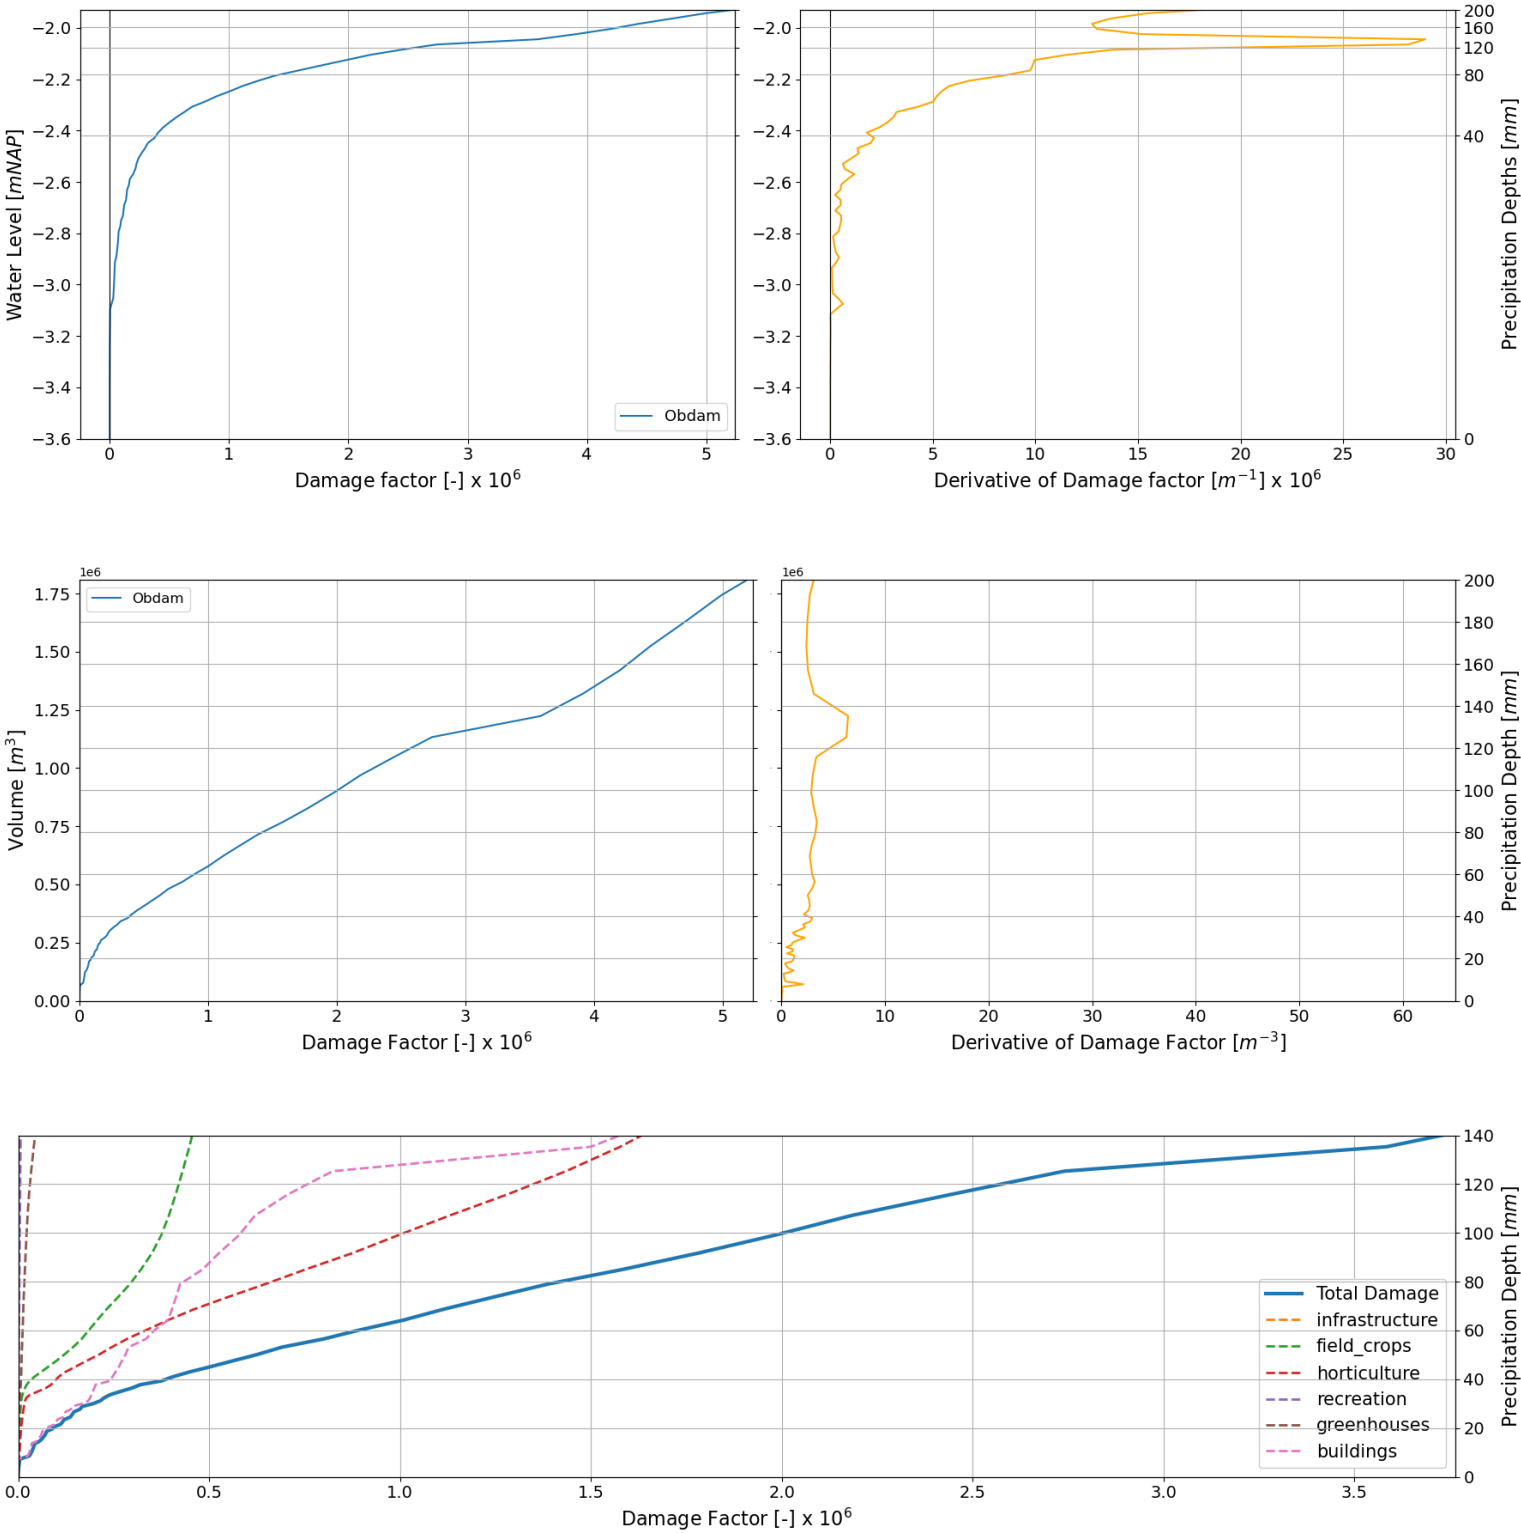 −2.0
−2.2
−2.4
−2.6
−2.8
−3.0
−3.2
−3.4
−3.6
Water Level [mNAP]
0 1 2 3 4 5
Damage factor [-] x 10^6
Obdam
−2.0
−2.2
−2.4
−2.6
−2.8
−3.0
−3.2
−3.4
−3.6
0 5 10 15 20 25 30
Derivative of Damage factor [m^−1] x 10^6
200
160
120
80
40
0
Precipitation Depths [mm]
1e6
1.75
1.50
1.25
1.00
0.75
0.50
0.25
0.00
Volume [m^3]
Obdam
0 1 2 3 4 5
Damage Factor [-] x 10^6
1e6
0 10 20 30 40 50 60
Derivative of Damage Factor [m^−3]
200
180
160
140
120
100
80
60
40
20
0
Precipitation Depth [mm]
0.0 0.5 1.0 1.5 2.0 2.5 3.0 3.5
Damage Factor [-] x 10^6
140
120
100
80
60
40
20
0
Precipitation Depth [mm]
Total Damage
infrastructure
field_crops
horticulture
recreation
greenhouses
buildings